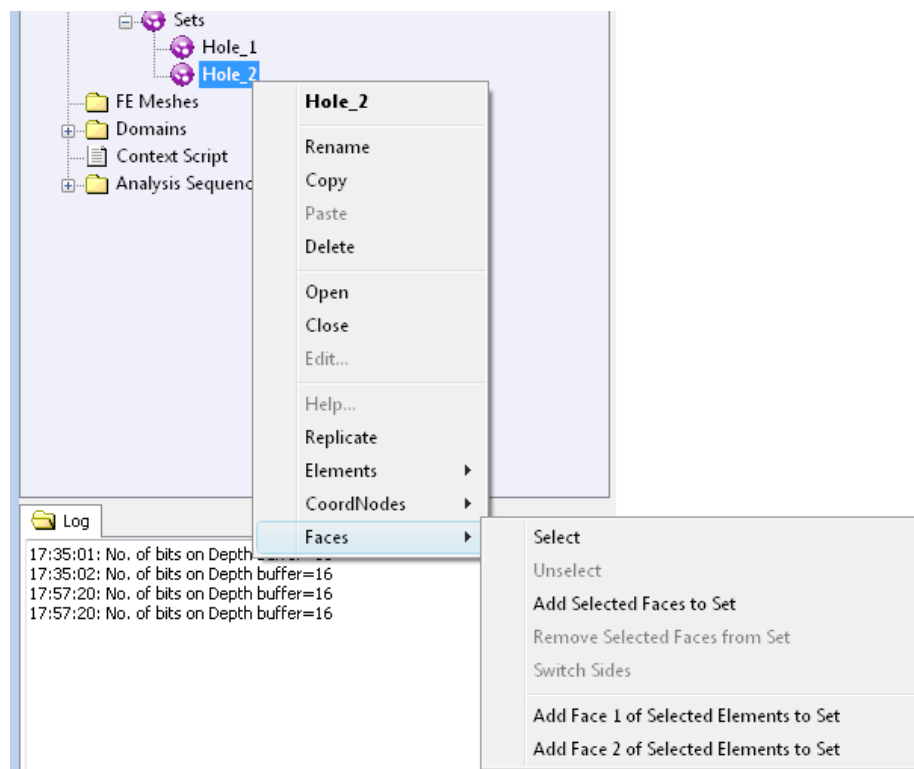 Sets
Hole_1
Hole_2
FE Meshes
Domains
Context Script
Analysis Sequenc
Hole_2
Rename
Copy
Paste
Delete
Open
Close
Edit...
Help...
Replicate
Elements
CoordNodes
Faces
Select
Unselect
Add Selected Faces to Set
Remove Selected Faces from Set
Switch Sides
Add Face 1 of Selected Elements to Set
Add Face 2 of Selected Elements to Set
Log
17:35:01: No. of bits on Depth buffer=16
17:35:02: No. of bits on Depth buffer=16
17:57:20: No. of bits on Depth buffer=16
17:57:20: No. of bits on Depth buffer=16